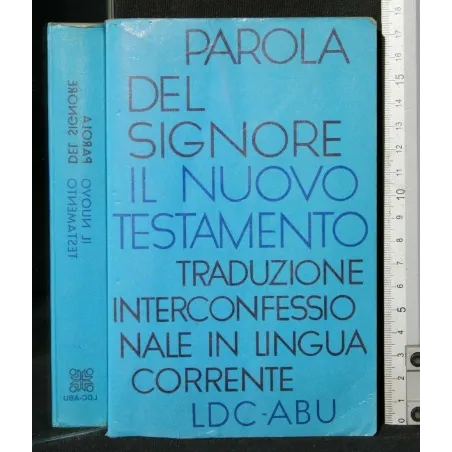 PAROLA
DEL SIGNORE
IL NUOVO
TESTAMENTO
LDC-ABU
PAROLA
DEL
SIGNORE
IL NUOVO
TESTAMENTO
TRADUZIONE
INTERCONFESSIO
NALE IN LINGUA
CORRENTE
LDC-ABU